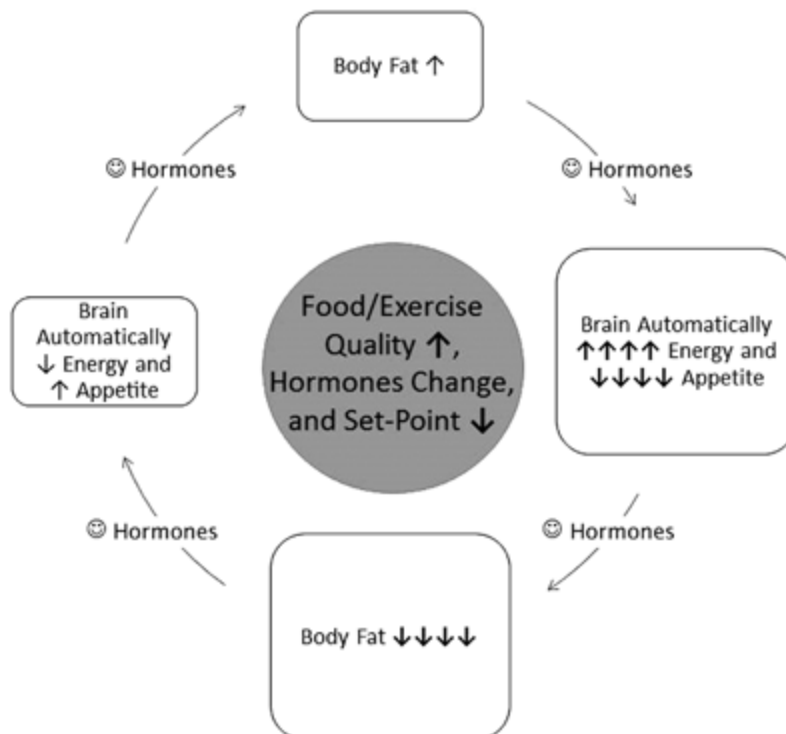 Body Fat ↑
☺ Hormones
☺ Hormones
Brain
Automatically
↓ Energy and
↑ Appetite
Food/Exercise
Quality ↑,
Hormones Change,
and Set-Point ↓
Brain Automatically
↑↑↑↑ Energy and
↓↓↓↓ Appetite
☺ Hormones
☺ Hormones
Body Fat ↓↓↓↓